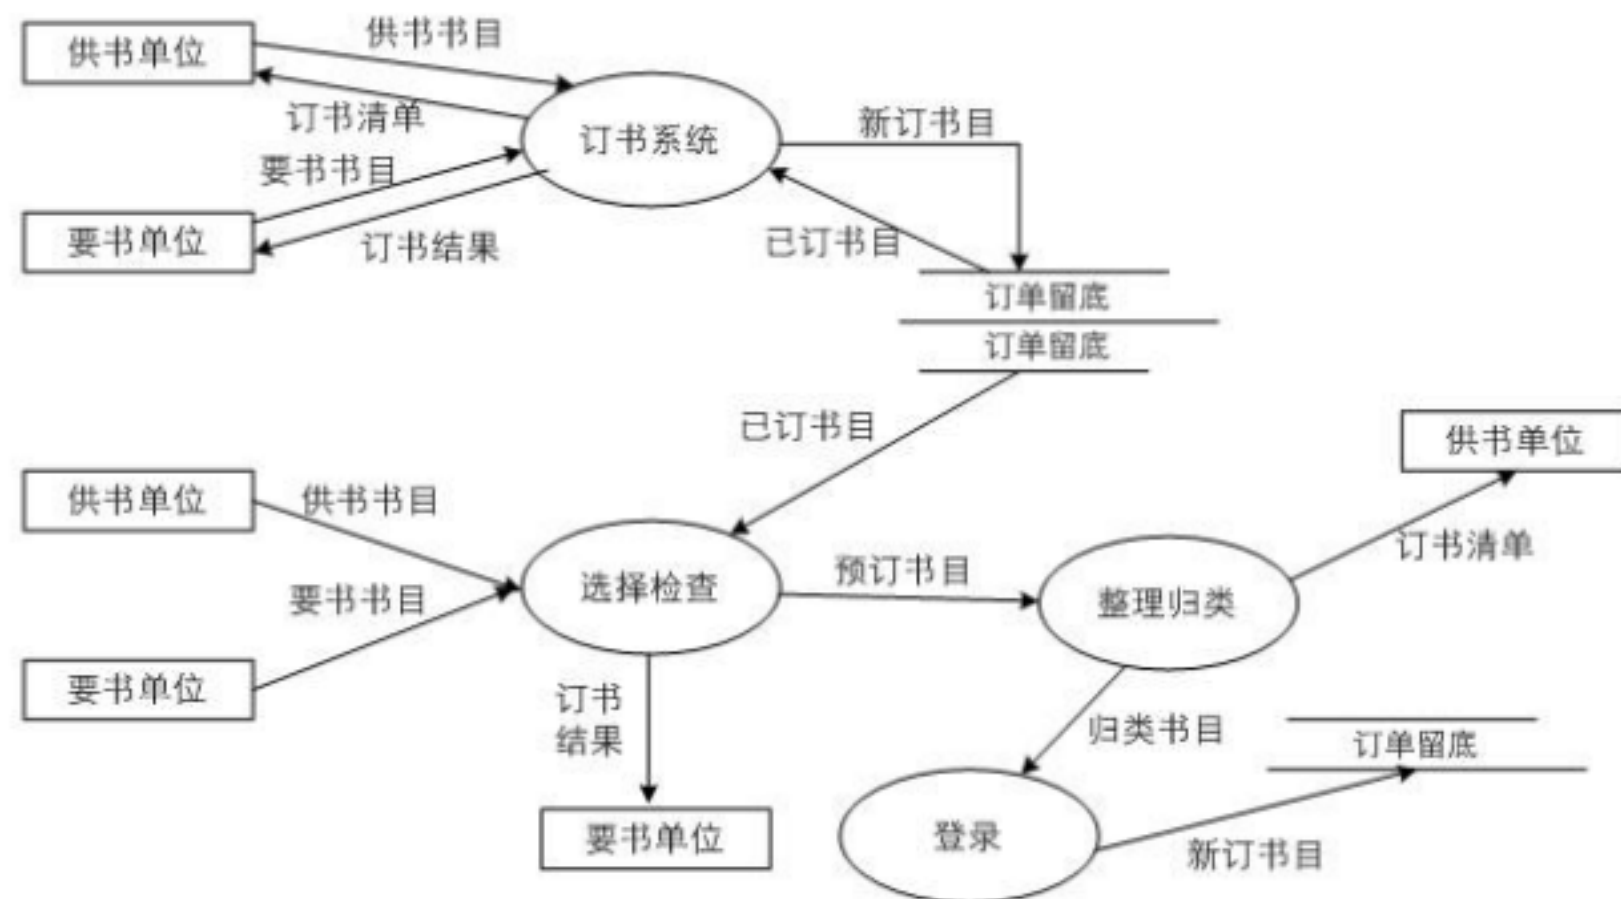 供书单位
供书书目
订书清单
订书系统
新订书目
要书书目
要书单位
订书结果
已订书目
订单留底
订单留底
已订书目
供书单位
供书单位
供书书目
订书清单
选择检查
预订书目
整理归类
要书书目
要书单位
订书
结果
归类书目
订单留底
要书单位
登录
新订书目